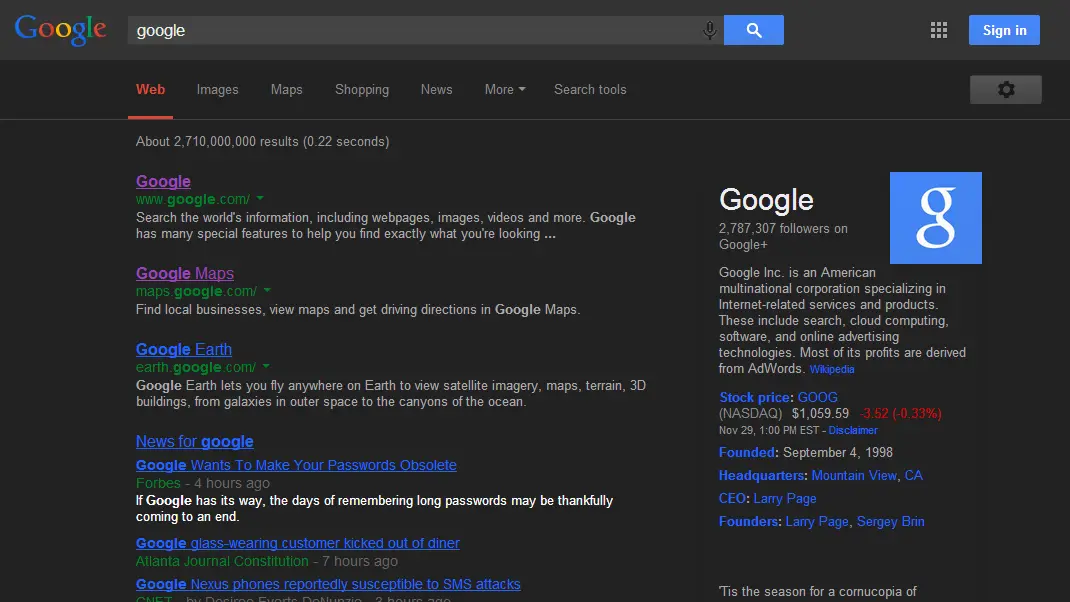 Google
google
Sign in
Web Images Maps Shopping News More Search tools
About 2,710,000,000 results (0.22 seconds)
Google
www.google.com/
Search the world's information, including webpages, images, videos and more. Google
has many special features to help you find exactly what you're looking ...
Google Maps
maps.google.com/
Find local businesses, view maps and get driving directions in Google Maps.
Google Earth
earth.google.com/
Google Earth lets you fly anywhere on Earth to view satellite imagery, maps, terrain, 3D
buildings, from galaxies in outer space to the canyons of the ocean.
News for google
Google Wants To Make Your Passwords Obsolete
Forbes - 4 hours ago
If Google has its way, the days of remembering long passwords may be thankfully
coming to an end.
Google glass-wearing customer kicked out of diner
Atlanta Journal Constitution - 7 hours ago
Google Nexus phones reportedly susceptible to SMS attacks
CNET - by Desiree Everts DeNunzio - 3 hours ago
Google
g
2,787,307 followers on
Google+
Google Inc. is an American
multinational corporation specializing in
Internet-related services and products.
These include search, cloud computing,
software, and online advertising
technologies. Most of its profits are derived
from AdWords. Wikipedia
Stock price: GOOG
(NASDAQ) $1,059.59 -3.52 (-0.33%)
Nov 29, 1:00 PM EST - Disclaimer
Founded: September 4, 1998
Headquarters: Mountain View, CA
CEO: Larry Page
Founders: Larry Page, Sergey Brin
'Tis the season for a cornucopia of